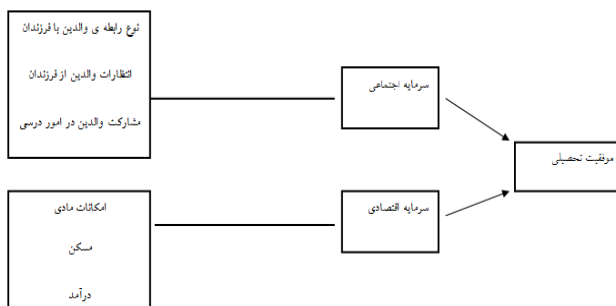 نوع رابطه ی والدین با فرزندان
انتظارات والدین از فرزندان
مشارکت والدین در امور درسی
سرمایه اجتماعی
موفقیت تحصیلی
امکانات مادی
مسکن
درآمد
سرمایه اقتصادی